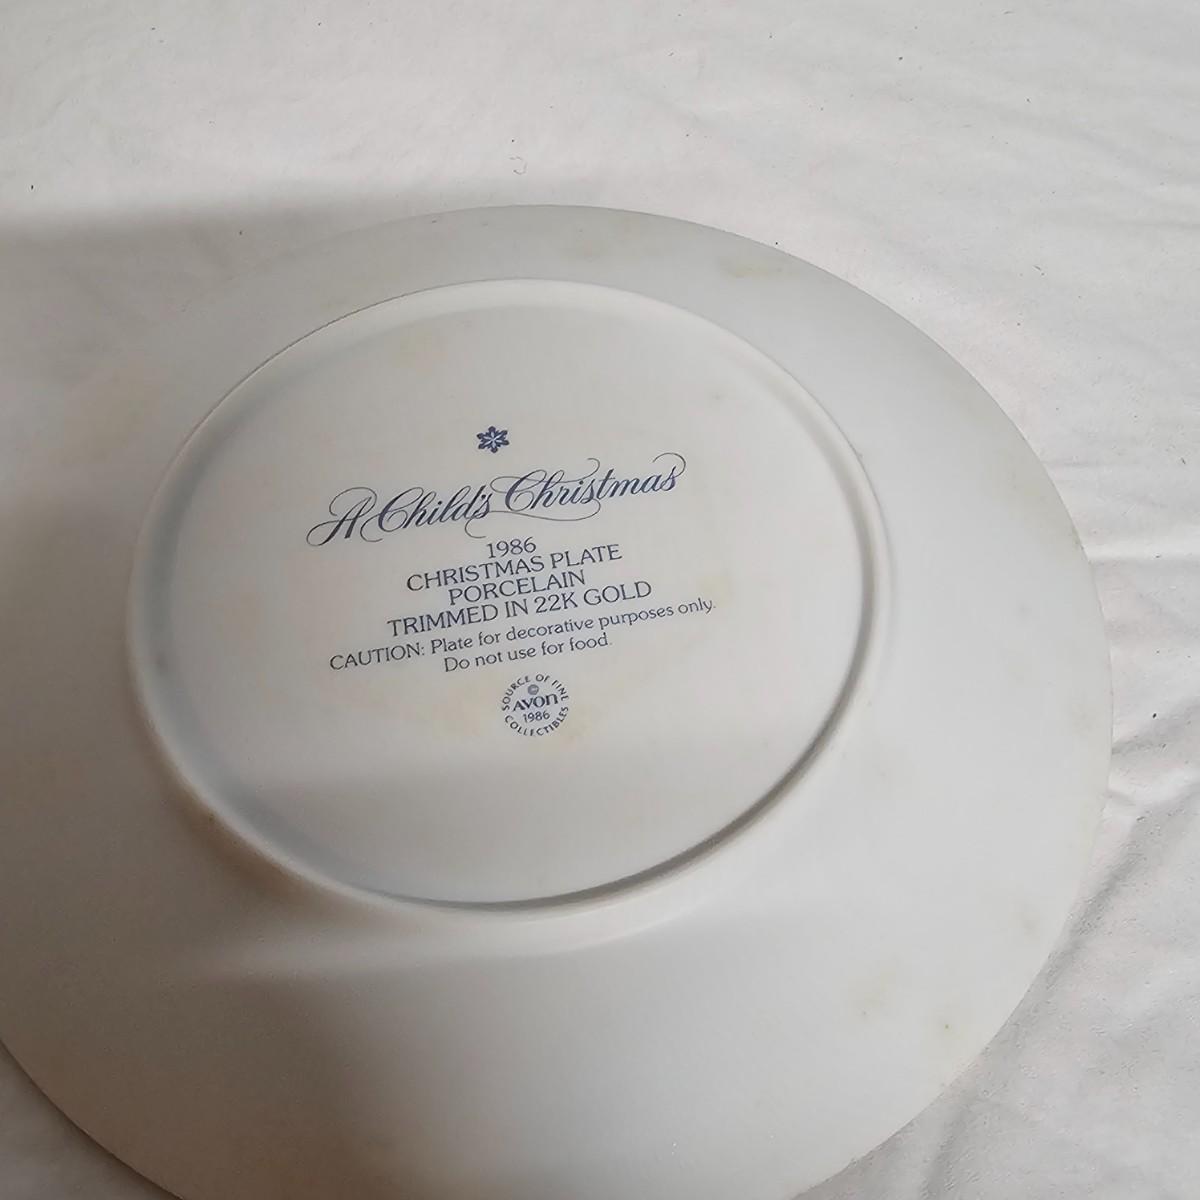 A Child's Christmas
1986
CHRISTMAS PLATE
PORCELAIN
TRIMMED IN 22K GOLD
CAUTION: Plate for decorative purposes only.
Do not use for food.
SOURCE OF FINE
©
AVON
1986
COLLECTIBLES